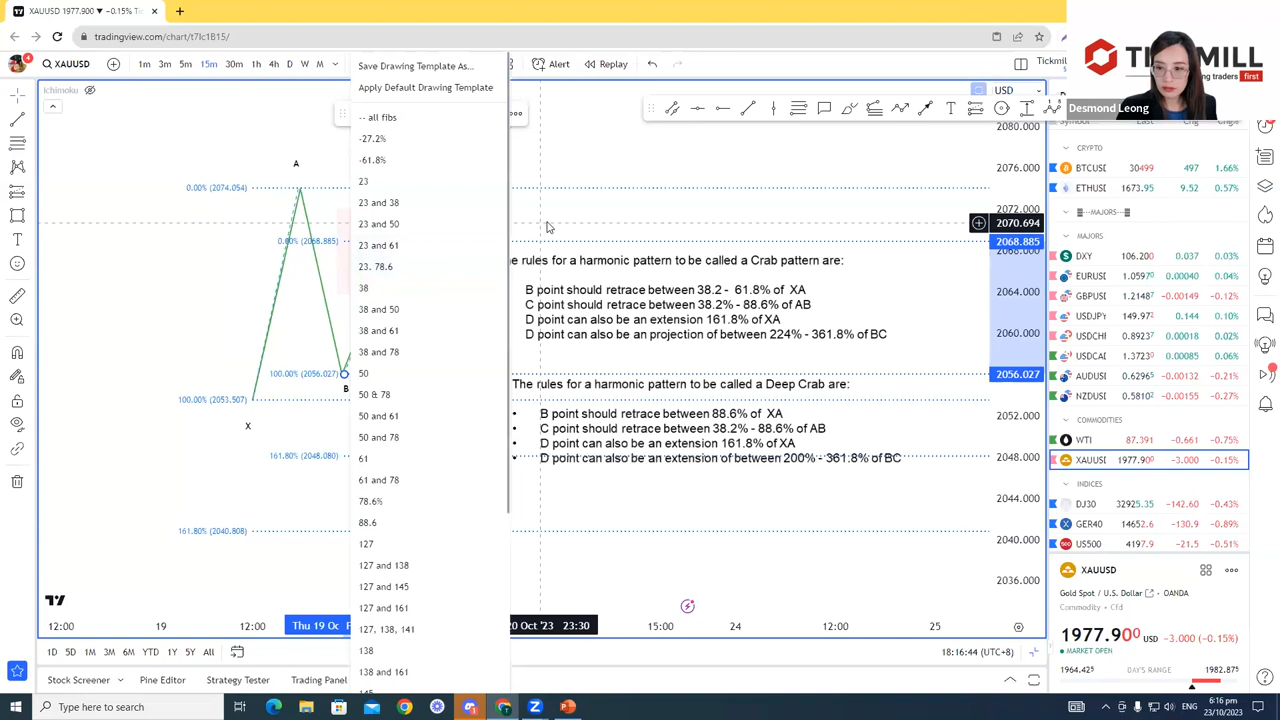 XAUUSD 1977.900 ▼ −0.15% Tic
tradingview.com/chart/t7Ic1B15/
4
XAUUSD
1m 3m 5m 15m 30m 1h 4h D W M
Alert
Replay
Tickmill
TICKMILL
first
Desmond Leong
ichimoku
USD
Save Drawing Template As...
Apply Default Drawing Template
-- all fibs
-27.2%
-61.8%
23
23 and 38
23 and 50
23 and 61
23. 78.6
38
38 and 50
38 and 61
38 and 78
50
50 & 78
50 and 61
50 and 78
61
61 and 78
78.6%
88.6
127
127 and 138
127 and 145
127 and 161
127, 138, 141
138
138 and 161
A
B
X
0.00% (2074.054)
0.00% (2068.885)
100.00% (2056.027)
100.00% (2053.507)
161.80% (2048.080)
161.80% (2040.808)
e rules for a harmonic pattern to be called a Crab pattern are:
B point should retrace between 38.2 - 61.8% of XA
C point should retrace between 38.2% - 88.6% of AB
D point can also be an extension 161.8% of XA
D point can also be an projection of between 224% - 361.8% of BC
The rules for a harmonic pattern to be called a Deep Crab are:
• B point should retrace between 88.6% of XA
• C point should retrace between 38.2% - 88.6% of AB
• D point can also be an extension 161.8% of XA
• D point can also be an extension of between 200% - 361.8% of BC
2080.000
2076.000
2072.000
2070.694
2068.885
2068.000
2064.000
2060.000
2056.027
2052.000
2048.000
2044.000
2040.000
2036.000
12:00 19 12:00 Thu 19 Oc 20 Oct '23 23:30 15:00 24 12:00 25
1D 5D 1M 3M 6M YTD 1Y 5Y All
18:16:44 (UTC+8)
Stock Screener Pine Editor Strategy Tester Trading Panel
Symbol Last Chg Chg%
CRYPTO
BTCUSD 30499 497 1.66%
ETHUSD 1673.95 9.52 0.57%
MAJORS
MAJORS
DXY 106.200 0.037 0.03%
EURUSD 1.0597⁰ 0.00040 0.04%
GBPUSD 1.2148⁷ −0.00149 −0.12%
USDJPY 149.97² 0.144 0.10%
USDCHF 0.8923⁷ 0.00018 0.02%
USDCAD 1.3723⁰ 0.00085 0.06%
AUDUSD 0.6296⁵ −0.00132 −0.21%
NZDUSD 0.5810² −0.00155 −0.27%
COMMODITIES
WTI 87.391 −0.661 −0.75%
XAUUSD 1977.90⁰ −3.000 −0.15%
INDICES
DJ30 32925.35 −142.60 −0.43%
GER40 14652.6 −130.9 −0.89%
US500 4197.9 −21.5 −0.51%
XAUUSD
Gold Spot / U.S. Dollar • OANDA
Commodity • Cfd
1977.90⁰ USD −3.000 (−0.15%)
MARKET OPEN
1964.42⁵ DAY'S RANGE 1982.87⁵
Type here to search
6:16 pm
23/10/2023